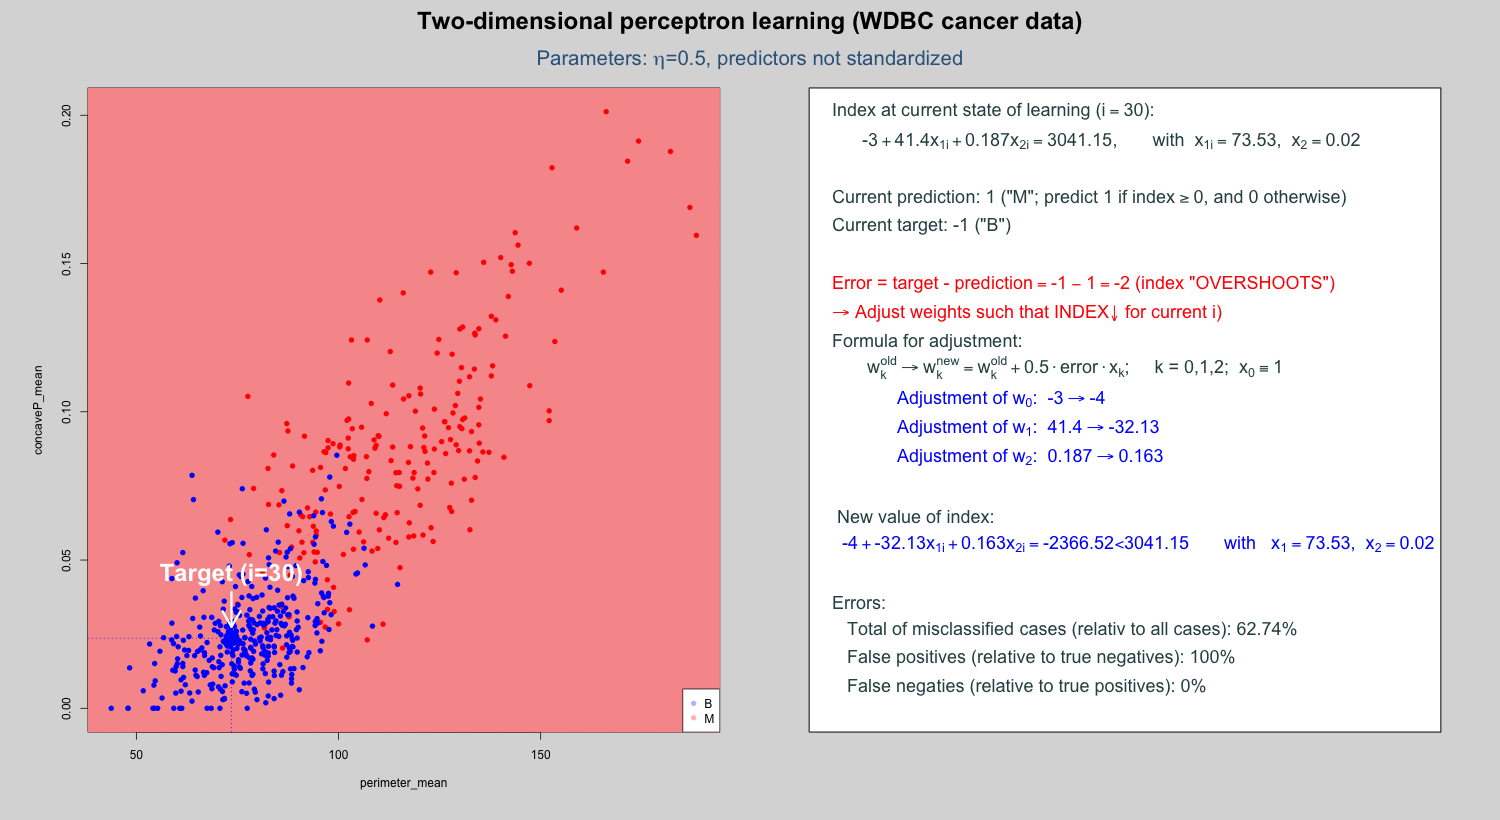 Two-dimensional perceptron learning (WDBC cancer data)
Parameters: η=0.5, predictors not standardized
0.20
0.15
0.10
0.05
0.00
concaveP_mean
Target (i=30)
B
M
50
100
150
perimeter_mean
Index at current state of learning (i = 30):
-3 + 41.4x1i + 0.187x2i = 3041.15, with x1i = 73.53, x2 = 0.02
Current prediction: 1 ("M"; predict 1 if index ≥ 0, and 0 otherwise)
Current target: -1 ("B")
Error = target - prediction = -1 − 1 = -2 (index "OVERSHOOTS")
→ Adjust weights such that INDEX↓ for current i)
Formula for adjustment:
wk^old → wk^new = wk^old + 0.5 · error · xk; k = 0,1,2; x0 ≡ 1
Adjustment of w0: -3 → -4
Adjustment of w1: 41.4 → -32.13
Adjustment of w2: 0.187 → 0.163
New value of index:
-4 + -32.13x1i + 0.163x2i = -2366.52<3041.15 with x1 = 73.53, x2 = 0.02
Errors:
Total of misclassified cases (relativ to all cases): 62.74%
False positives (relative to true negatives): 100%
False negaties (relative to true positives): 0%